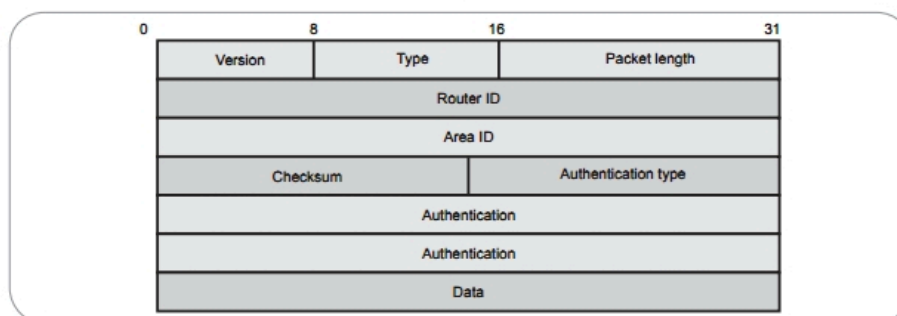 0 8 16 31
Version Type Packet length
Router ID
Area ID
Checksum Authentication type
Authentication
Authentication
Data